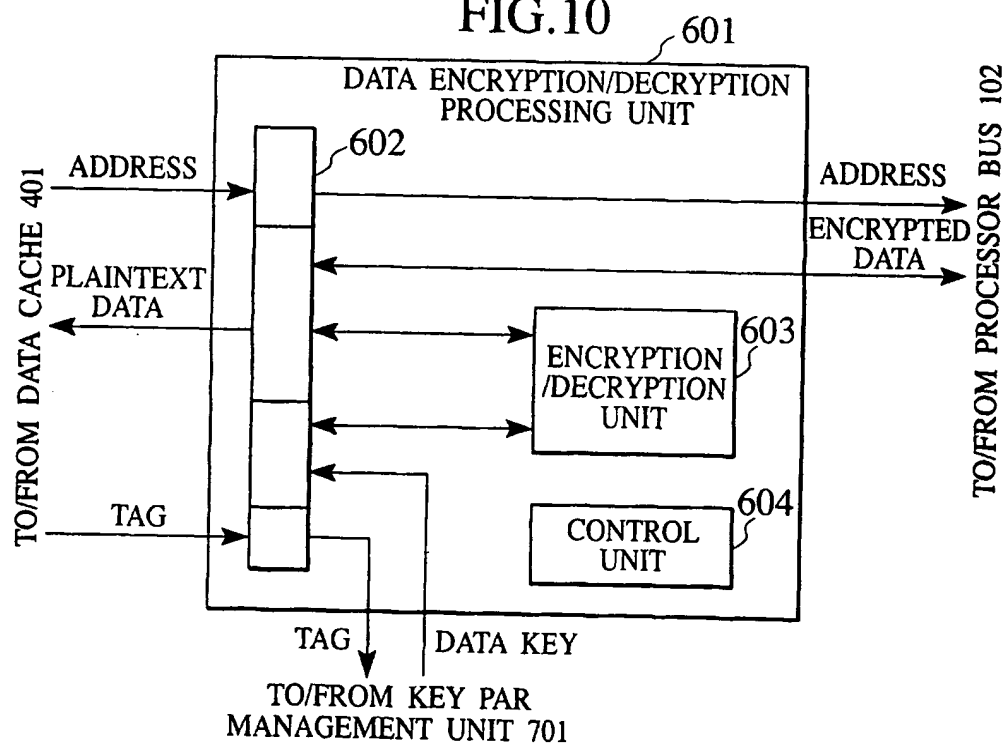 FIG.10
601
DATA ENCRYPTION/DECRYPTION
PROCESSING UNIT
602
ADDRESS
ADDRESS
ENCRYPTED
DATA
PLAINTEXT
DATA
603
ENCRYPTION
/DECRYPTION
UNIT
604
CONTROL
UNIT
TAG
TAG
DATA KEY
TO/FROM KEY PAR
MANAGEMENT UNIT 701
TO/FROM DATA CACHE 401
TO/FROM PROCESSOR BUS 102